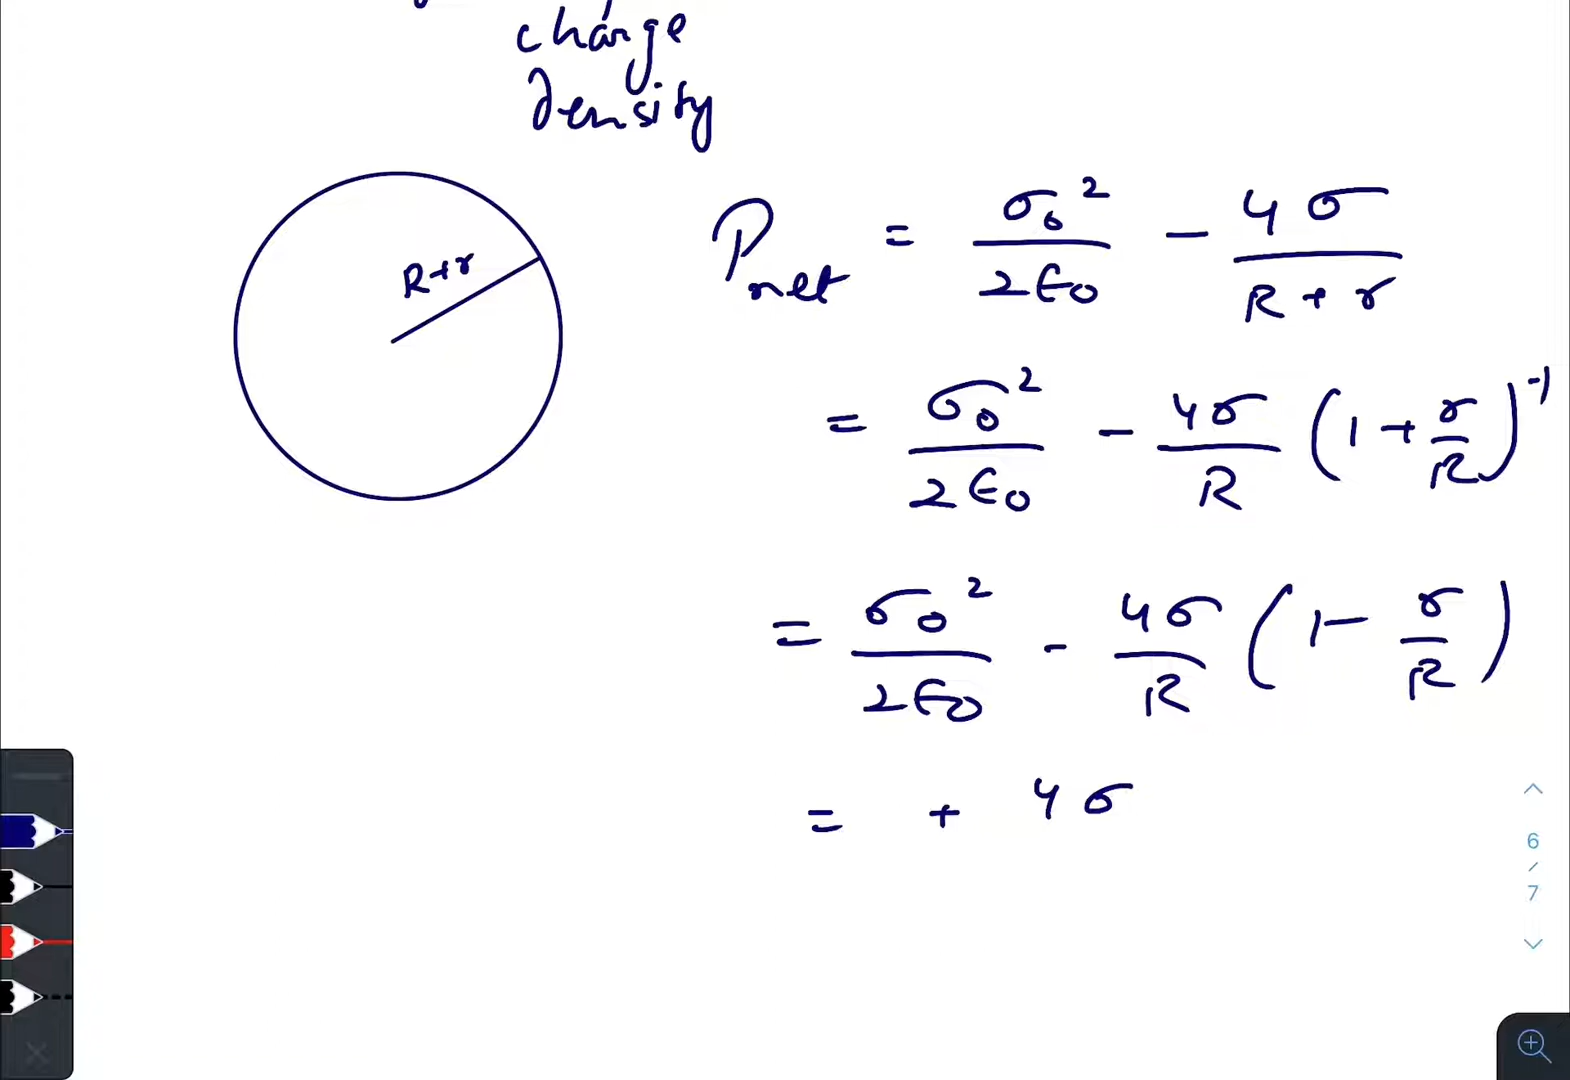 charge
density
R+r
P_net = σ₀²/2ε₀ − 4σ/(R+r)
= σ₀²/2ε₀ − 4σ/R (1 + r/R)⁻¹
= σ₀²/2ε₀ − 4σ/R (1 − r/R)
= + 4σ
6
/
7